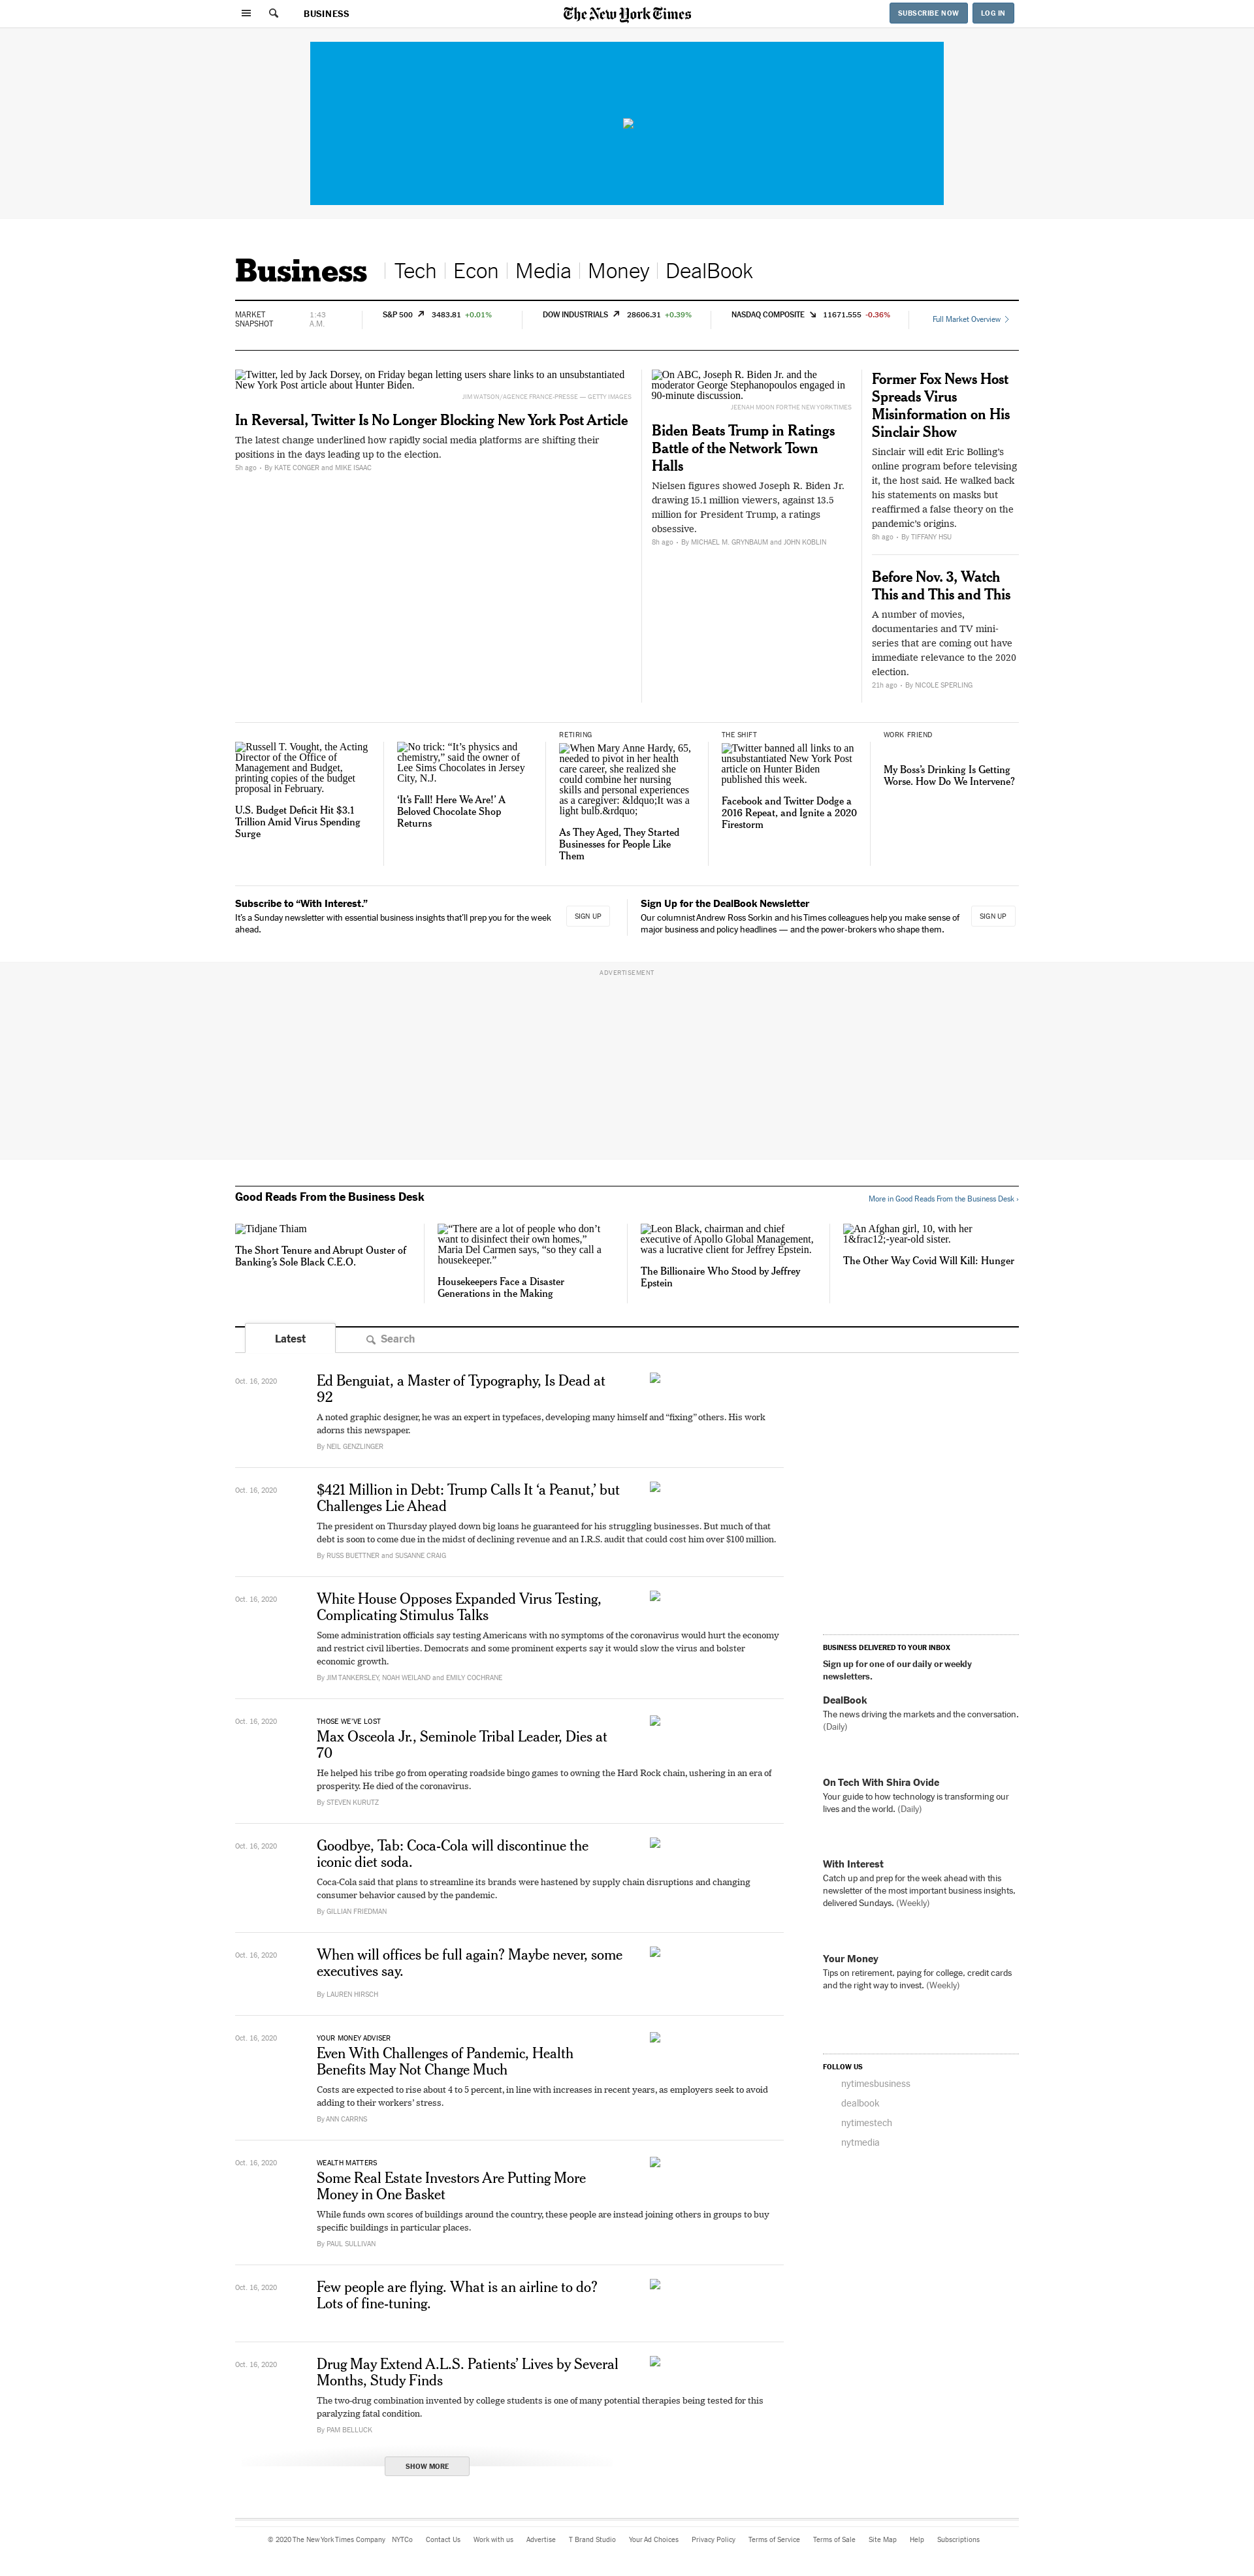 BUSINESS
The New York Times
SUBSCRIBE NOW
LOG IN
Business
Tech
Econ
Media
Money
DealBook
MARKET
SNAPSHOT
1:43
A.M.
S&P 500 3483.81 +0.01%
DOW INDUSTRIALS 28606.31 +0.39%
NASDAQ COMPOSITE 11671.555 -0.36%
Full Market Overview
Twitter, led by Jack Dorsey, on Friday began letting users share links to an unsubstantiated
New York Post article about Hunter Biden.
JIM WATSON/AGENCE FRANCE-PRESSE — GETTY IMAGES
In Reversal, Twitter Is No Longer Blocking New York Post Article
The latest change underlined how rapidly social media platforms are shifting their
positions in the days leading up to the election.
5h ago • By KATE CONGER and MIKE ISAAC
On ABC, Joseph R. Biden Jr. and the
moderator George Stephanopoulos engaged in
90-minute discussion.
JEENAH MOON FOR THE NEW YORK TIMES
Biden Beats Trump in Ratings
Battle of the Network Town
Halls
Nielsen figures showed Joseph R. Biden Jr.
drawing 15.1 million viewers, against 13.5
million for President Trump, a ratings
obsessive.
8h ago • By MICHAEL M. GRYNBAUM and JOHN KOBLIN
Former Fox News Host
Spreads Virus
Misinformation on His
Sinclair Show
Sinclair will edit Eric Bolling's
online program before televising
it, the host said. He walked back
his statements on masks but
reaffirmed a false theory on the
pandemic's origins.
8h ago • By TIFFANY HSU
Before Nov. 3, Watch
This and This and This
A number of movies,
documentaries and TV mini-
series that are coming out have
immediate relevance to the 2020
election.
21h ago • By NICOLE SPERLING
Russell T. Vought, the Acting
Director of the Office of
Management and Budget,
printing copies of the budget
proposal in February.
U.S. Budget Deficit Hit $3.1
Trillion Amid Virus Spending
Surge
No trick: “It’s physics and
chemistry,” said the owner of
Lee Sims Chocolates in Jersey
City, N.J.
‘It’s Fall! Here We Are!’ A
Beloved Chocolate Shop
Returns
RETIRING
When Mary Anne Hardy, 65,
needed to pivot in her health
care career, she realized she
could combine her nursing
skills and personal experiences
as a caregiver: &ldquo;It was a
light bulb.&rdquo;
As They Aged, They Started
Businesses for People Like
Them
THE SHIFT
Twitter banned all links to an
unsubstantiated New York Post
article on Hunter Biden
published this week.
Facebook and Twitter Dodge a
2016 Repeat, and Ignite a 2020
Firestorm
WORK FRIEND
My Boss’s Drinking Is Getting
Worse. How Do We Intervene?
Subscribe to “With Interest.”
It’s a Sunday newsletter with essential business insights that’ll prep you for the week
ahead.
SIGN UP
Sign Up for the DealBook Newsletter
Our columnist Andrew Ross Sorkin and his Times colleagues help you make sense of
major business and policy headlines — and the power-brokers who shape them.
SIGN UP
ADVERTISEMENT
Good Reads From the Business Desk
More in Good Reads From the Business Desk ›
Tidjane Thiam
The Short Tenure and Abrupt Ouster of
Banking’s Sole Black C.E.O.
“There are a lot of people who don’t
want to disinfect their own homes,”
Maria Del Carmen says, “so they call a
housekeeper.”
Housekeepers Face a Disaster
Generations in the Making
Leon Black, chairman and chief
executive of Apollo Global Management,
was a lucrative client for Jeffrey Epstein.
The Billionaire Who Stood by Jeffrey
Epstein
An Afghan girl, 10, with her
1&frac12;-year-old sister.
The Other Way Covid Will Kill: Hunger
Latest
Search
Oct. 16, 2020
Ed Benguiat, a Master of Typography, Is Dead at
92
A noted graphic designer, he was an expert in typefaces, developing many himself and “fixing” others. His work
adorns this newspaper.
By NEIL GENZLINGER
Oct. 16, 2020
$421 Million in Debt: Trump Calls It ‘a Peanut,’ but
Challenges Lie Ahead
The president on Thursday played down big loans he guaranteed for his struggling businesses. But much of that
debt is soon to come due in the midst of declining revenue and an I.R.S. audit that could cost him over $100 million.
By RUSS BUETTNER and SUSANNE CRAIG
Oct. 16, 2020
White House Opposes Expanded Virus Testing,
Complicating Stimulus Talks
Some administration officials say testing Americans with no symptoms of the coronavirus would hurt the economy
and restrict civil liberties. Democrats and some prominent experts say it would slow the virus and bolster
economic growth.
By JIM TANKERSLEY, NOAH WEILAND and EMILY COCHRANE
Oct. 16, 2020
THOSE WE’VE LOST
Max Osceola Jr., Seminole Tribal Leader, Dies at
70
He helped his tribe go from operating roadside bingo games to owning the Hard Rock chain, ushering in an era of
prosperity. He died of the coronavirus.
By STEVEN KURUTZ
Oct. 16, 2020
Goodbye, Tab: Coca-Cola will discontinue the
iconic diet soda.
Coca-Cola said that plans to streamline its brands were hastened by supply chain disruptions and changing
consumer behavior caused by the pandemic.
By GILLIAN FRIEDMAN
Oct. 16, 2020
When will offices be full again? Maybe never, some
executives say.
By LAUREN HIRSCH
Oct. 16, 2020
YOUR MONEY ADVISER
Even With Challenges of Pandemic, Health
Benefits May Not Change Much
Costs are expected to rise about 4 to 5 percent, in line with increases in recent years, as employers seek to avoid
adding to their workers’ stress.
By ANN CARRNS
Oct. 16, 2020
WEALTH MATTERS
Some Real Estate Investors Are Putting More
Money in One Basket
While funds own scores of buildings around the country, these people are instead joining others in groups to buy
specific buildings in particular places.
By PAUL SULLIVAN
Oct. 16, 2020
Few people are flying. What is an airline to do?
Lots of fine-tuning.
Oct. 16, 2020
Drug May Extend A.L.S. Patients’ Lives by Several
Months, Study Finds
The two-drug combination invented by college students is one of many potential therapies being tested for this
paralyzing fatal condition.
By PAM BELLUCK
SHOW MORE
BUSINESS DELIVERED TO YOUR INBOX
Sign up for one of our daily or weekly
newsletters.
DealBook
The news driving the markets and the conversation.
(Daily)
On Tech With Shira Ovide
Your guide to how technology is transforming our
lives and the world. (Daily)
With Interest
Catch up and prep for the week ahead with this
newsletter of the most important business insights,
delivered Sundays. (Weekly)
Your Money
Tips on retirement, paying for college, credit cards
and the right way to invest. (Weekly)
FOLLOW US
nytimesbusiness
dealbook
nytimestech
nytmedia
© 2020 The New York Times Company NYTCo Contact Us Work with us Advertise T Brand Studio Your Ad Choices Privacy Policy Terms of Service Terms of Sale Site Map Help Subscriptions